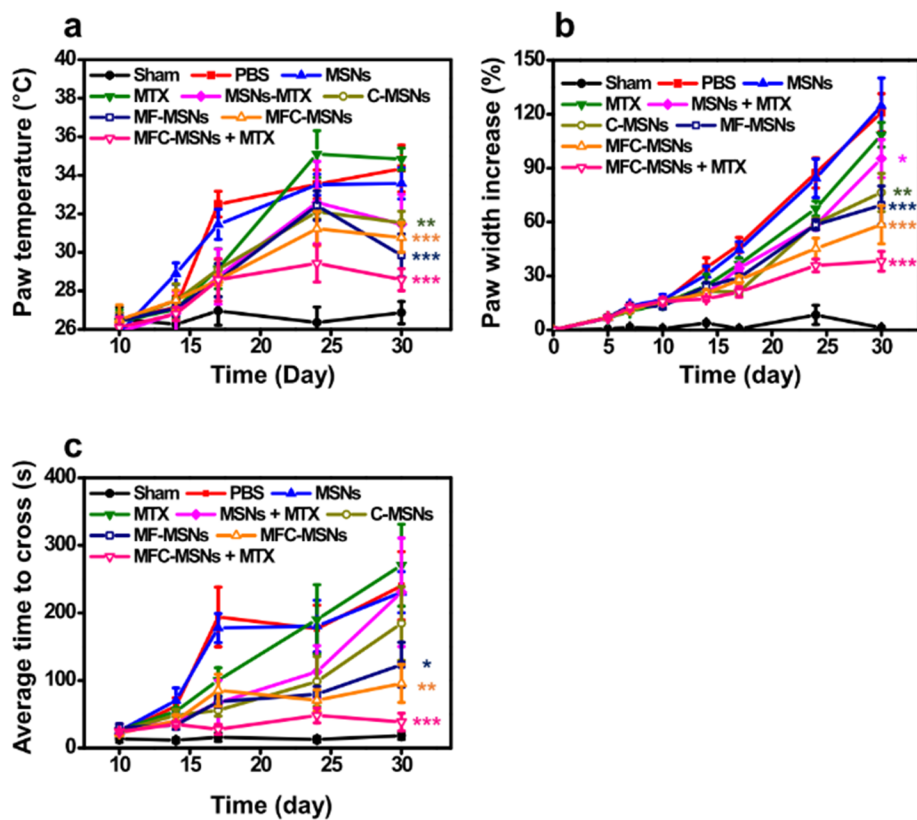 a
Paw temperature (°C)
40
38
36
34
32
30
28
26
Sham PBS MSNs
MTX MSNs-MTX C-MSNs
MF-MSNs MFC-MSNs
MFC-MSNs + MTX
**
***
***
***
10 15 20 25 30
Time (Day)
b
Paw width increase (%)
150
120
90
60
30
0
Sham PBS MSNs
MTX MSNs + MTX
C-MSNs MF-MSNs
MFC-MSNs
MFC-MSNs + MTX
*
**
***
***
***
0 5 10 15 20 25 30
Time (day)
c
Average time to cross (s)
400
300
200
100
0
Sham PBS MSNs
MTX MSNs + MTX C-MSNs
MF-MSNs MFC-MSNs
MFC-MSNs + MTX
*
**
***
10 15 20 25 30
Time (day)